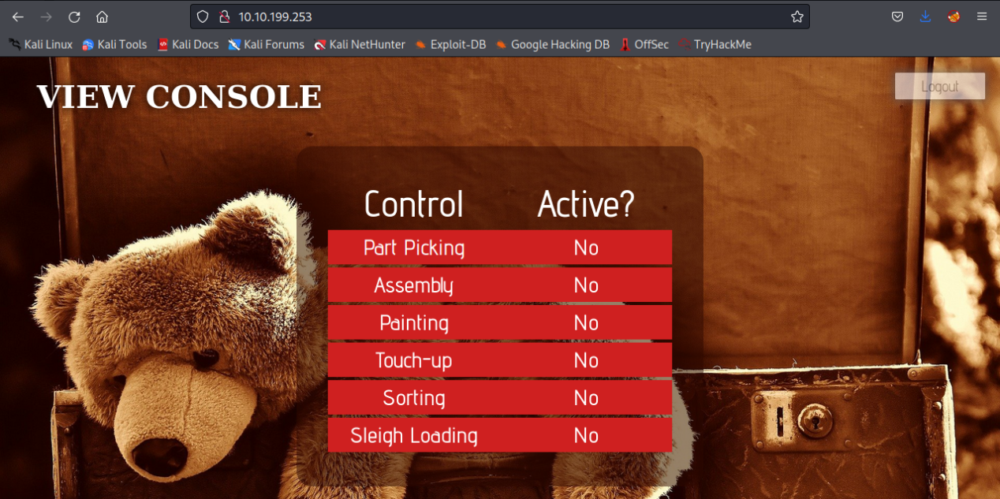 10.10.199.253
Kali Linux Kali Tools Kali Docs Kali Forums Kali NetHunter Exploit-DB Google Hacking DB OffSec TryHackMe
VIEW CONSOLE
Logout
Control Active?
Part Picking No
Assembly No
Painting No
Touch-up No
Sorting No
Sleigh Loading No